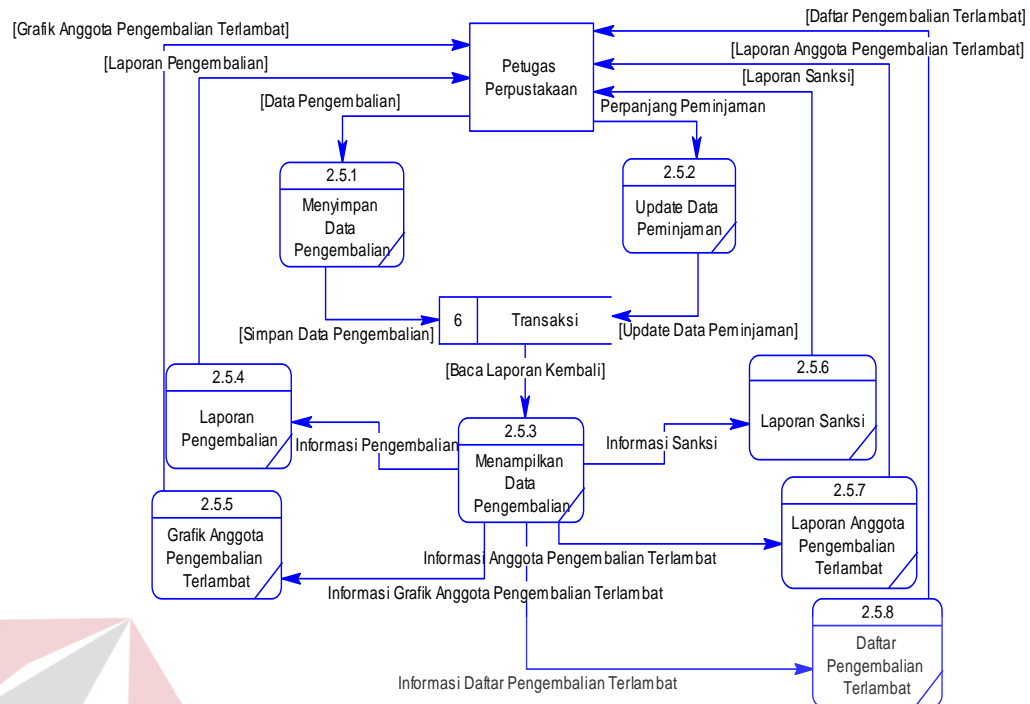 [Daftar Pengembalian Terlambat]
[Grafik Anggota Pengembalian Terlambat]
[Laporan Anggota Pengembalian Terlambat]
[Laporan Pengembalian]
Petugas
Perpustakaan
[Laporan Sanksi]
[Data Pengembalian]
Perpanjang Peminjaman
2.5.1
Menyimpan
Data
Pengembalian
2.5.2
Update Data
Peminjaman
6
Transaksi
[Simpan Data Pengembalian]
[Update Data Peminjaman]
[Baca Laporan Kembali]
2.5.4
Laporan
Pengembalian
2.5.6
Laporan Sanksi
Informasi Pengembalian
2.5.3
Menampilkan
Data
Pengembalian
Informasi Sanksi
2.5.5
Grafik Anggota
Pengembalian
Terlambat
2.5.7
Laporan Anggota
Pengembalian
Terlambat
Informasi Anggota Pengembalian Terlambat
Informasi Grafik Anggota Pengembalian Terlambat
2.5.8
Daftar
Pengembalian
Terlambat
Informasi Daftar Pengembalian Terlambat